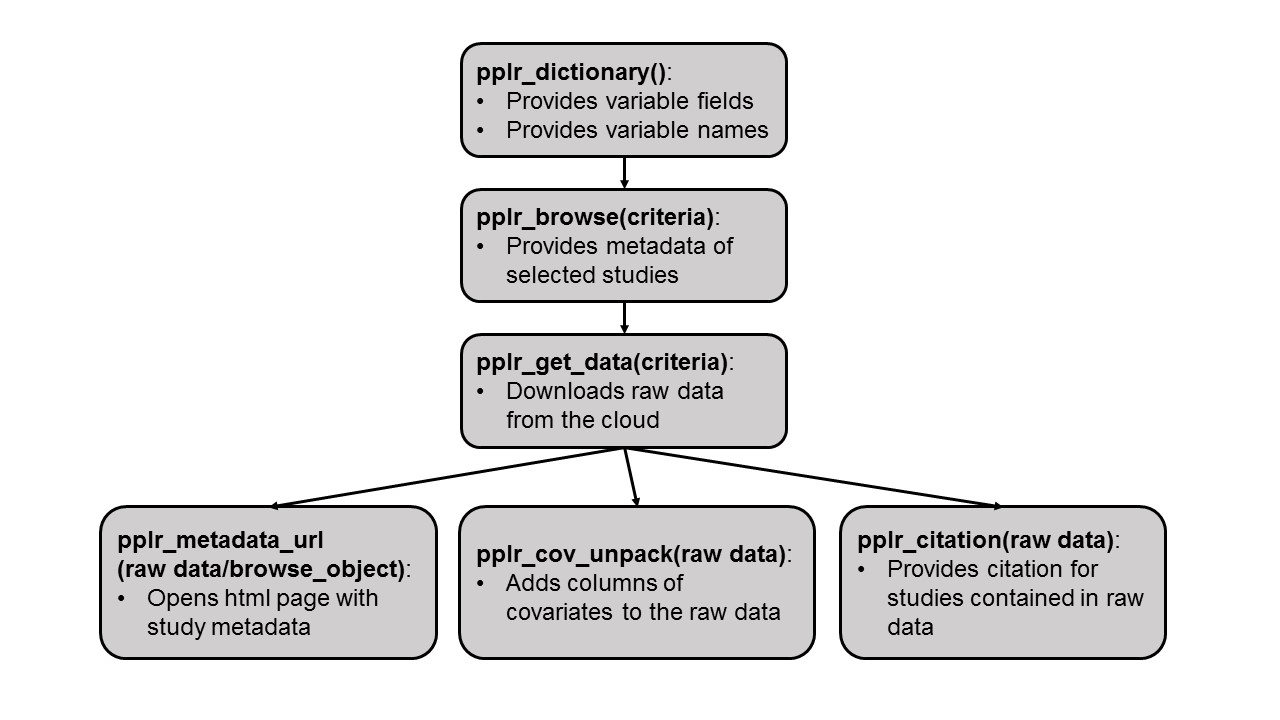 pplr_dictionary():
• Provides variable fields
• Provides variable names
pplr_browse(criteria):
• Provides metadata of
selected studies
pplr_get_data(criteria):
• Downloads raw data
from the cloud
pplr_metadata_url
(raw data/browse_object):
• Opens html page with
study metadata
pplr_cov_unpack(raw data):
• Adds columns of
covariates to the raw data
pplr_citation(raw data):
• Provides citation for
studies contained in raw
data